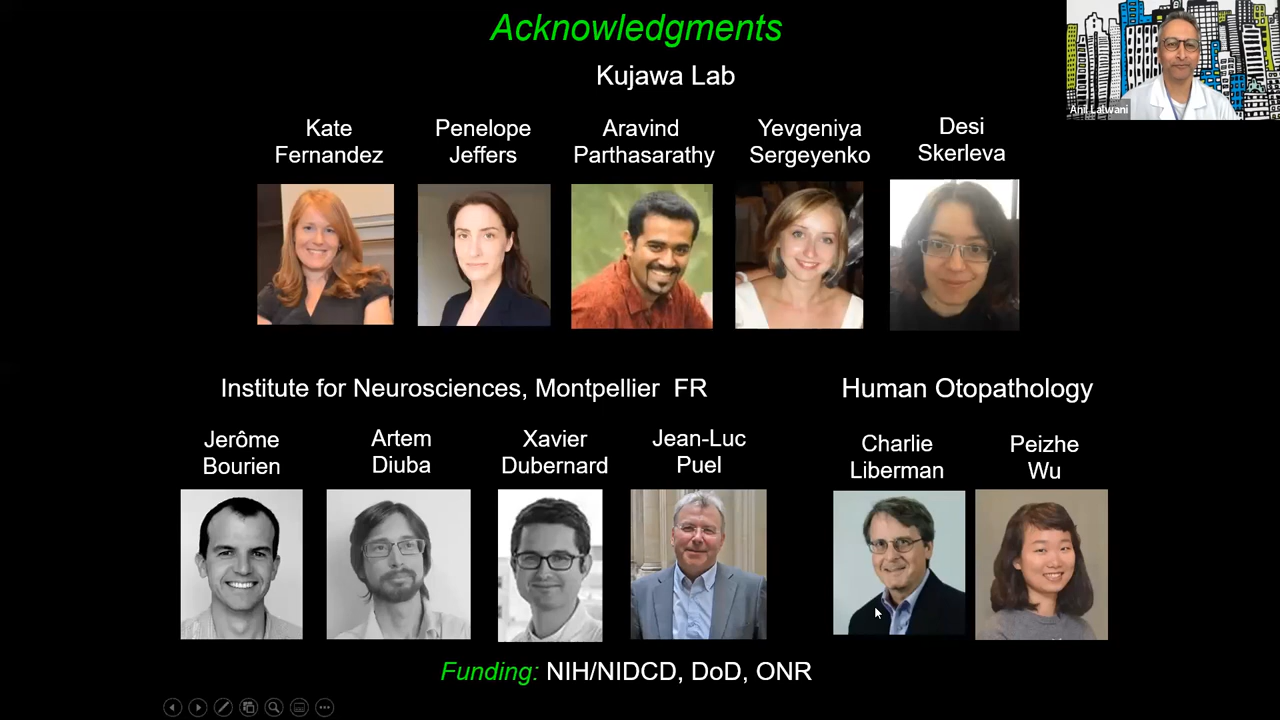 Acknowledgments
Anil Lalwani
Kujawa Lab
Kate
Fernandez
Penelope
Jeffers
Aravind
Parthasarathy
Yevgeniya
Sergeyenko
Desi
Skerleva
Institute for Neurosciences, Montpellier FR
Human Otopathology
Jerôme
Bourien
Artem
Diuba
Xavier
Dubernard
Jean-Luc
Puel
Charlie
Liberman
Peizhe
Wu
Funding: NIH/NIDCD, DoD, ONR